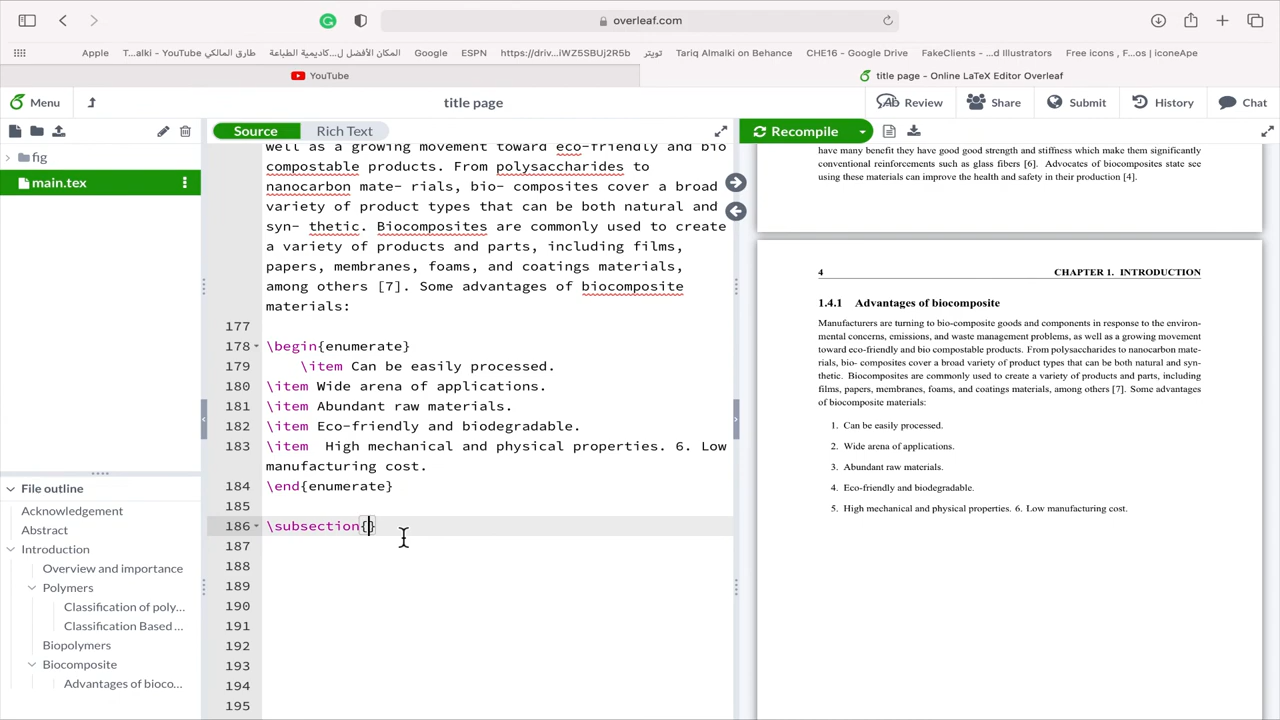 overleaf.com
Apple
طارق المالكي - YouTube
T...alki
المكان الأفضل ل...كاديمية الطباعة
Google
ESPN
https://driv...iWZ5SBUj2R5b
تويتر
Tariq Almalki on Behance
CHE16 - Google Drive
FakeClients - ...d Illustrators
Free icons , F...os | iconeApe
YouTube
title page - Online LaTeX Editor Overleaf
Menu
title page
Review
Share
Submit
History
Chat
Source
Rich Text
Recompile
fig
main.tex
well as a growing movement toward eco-friendly and bio
compostable products. From polysaccharides to
nanocarbon mate- rials, bio- composites cover a broad
variety of product types that can be both natural and
syn- thetic. Biocomposites are commonly used to create
a variety of products and parts, including films,
papers, membranes, foams, and coatings materials,
among others [7]. Some advantages of biocomposite
materials:
177
178 \begin{enumerate}
179 \item Can be easily processed.
180 \item Wide arena of applications.
181 \item Abundant raw materials.
182 \item Eco-friendly and biodegradable.
183 \item  High mechanical and physical properties. 6. Low
manufacturing cost.
184 \end{enumerate}
185
186 \subsection{}
187
188
189
190
191
192
193
194
195
File outline
Acknowledgement
Abstract
Introduction
Overview and importance
Polymers
Classification of poly...
Classification Based ...
Biopolymers
Biocomposite
Advantages of bioco...
have many benefit they have good good strength and stiffness which make them significantly
conventional reinforcements such as glass fibers [6]. Advocates of biocomposites state see
using these materials can improve the health and safety in their production [4].
4 CHAPTER 1. INTRODUCTION
1.4.1 Advantages of biocomposite
Manufacturers are turning to bio-composite goods and components in response to the environ-
mental concerns, emissions, and waste management problems, as well as a growing movement
toward eco-friendly and bio compostable products. From polysaccharides to nanocarbon mate-
rials, bio- composites cover a broad variety of product types that can be both natural and syn-
thetic. Biocomposites are commonly used to create a variety of products and parts, including
films, papers, membranes, foams, and coatings materials, among others [7]. Some advantages
of biocomposite materials:
1. Can be easily processed.
2. Wide arena of applications.
3. Abundant raw materials.
4. Eco-friendly and biodegradable.
5. High mechanical and physical properties. 6. Low manufacturing cost.